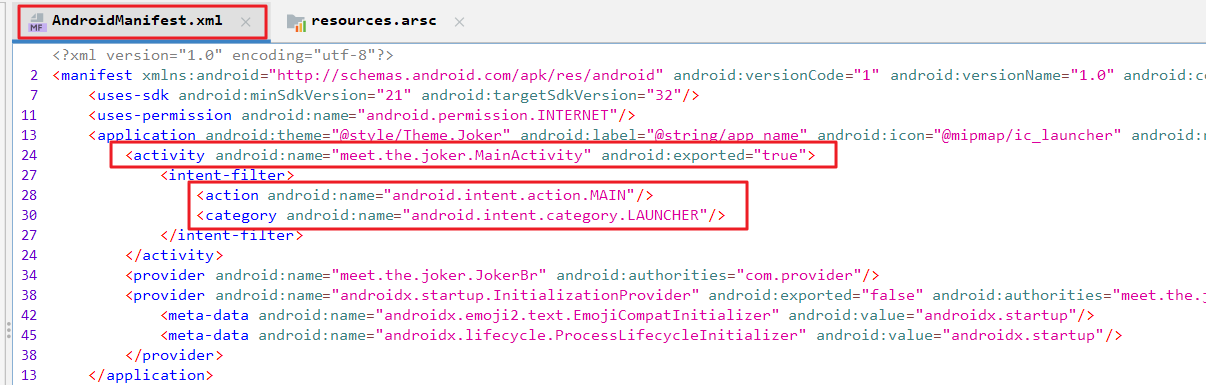 AndroidManifest.xml × resources.arsc ×
<?xml version="1.0" encoding="utf-8"?>
2 <manifest xmlns:android="http://schemas.android.com/apk/res/android" android:versionCode="1" android:versionName="1.0" android:co
7 <uses-sdk android:minSdkVersion="21" android:targetSdkVersion="32"/>
11 <uses-permission android:name="android.permission.INTERNET"/>
13 <application android:theme="@style/Theme.Joker" android:label="@string/app_name" android:icon="@mipmap/ic_launcher" android:r
24 <activity android:name="meet.the.joker.MainActivity" android:exported="true">
27 <intent-filter>
28 <action android:name="android.intent.action.MAIN"/>
30 <category android:name="android.intent.category.LAUNCHER"/>
27 </intent-filter>
24 </activity>
34 <provider android:name="meet.the.joker.JokerBr" android:authorities="com.provider"/>
38 <provider android:name="androidx.startup.InitializationProvider" android:exported="false" android:authorities="meet.the.j
42 <meta-data android:name="androidx.emoji2.text.EmojiCompatInitializer" android:value="androidx.startup"/>
45 <meta-data android:name="androidx.lifecycle.ProcessLifecycleInitializer" android:value="androidx.startup"/>
38 </provider>
13 </application>